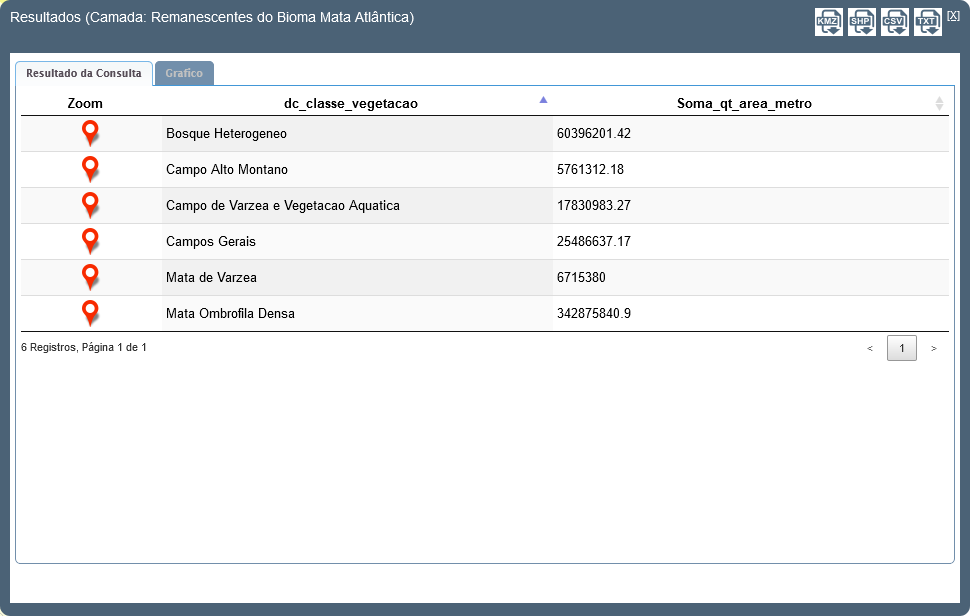 Resultados (Camada: Remanescentes do Bioma Mata Atlântica)
KMZ SHP CSV TXT [X]
Resultado da Consulta Grafico
Zoom dc_classe_vegetacao Soma_qt_area_metro
Bosque Heterogeneo 60396201.42
Campo Alto Montano 5761312.18
Campo de Varzea e Vegetacao Aquatica 17830983.27
Campos Gerais 25486637.17
Mata de Varzea 6715380
Mata Ombrofila Densa 342875840.9
6 Registros, Página 1 de 1 < 1 >